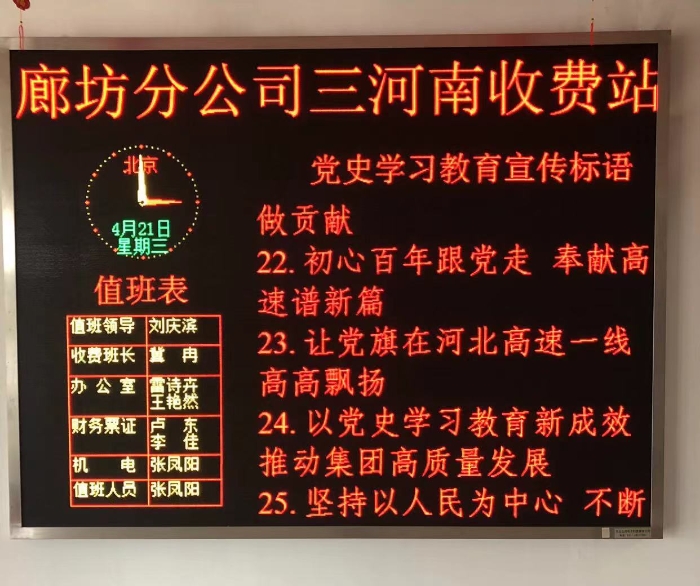 廊坊分公司三河南收费站
北京
4月21日
星期三
值班表
值班领导 刘庆滨
收费班长 冀 冉
办公室 雷诗卉
王艳然
财务票证 卢 东
李 佳
机 电 张凤阳
值班人员 张凤阳
党史学习教育宣传标语
做贡献
22. 初心百年跟党走 奉献高
速谱新篇
23. 让党旗在河北高速一线
高高飘扬
24. 以党史学习教育新成效
推动集团高质量发展
25. 坚持以人民为中心 不断